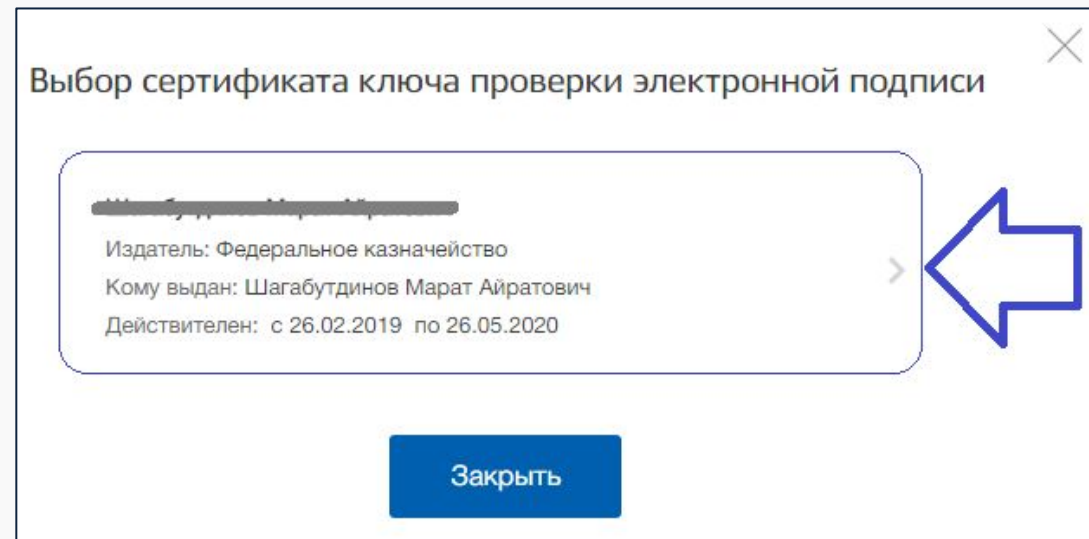 Выбор сертификата ключа проверки электронной подписи
Издатель: Федеральное казначейство
Кому выдан: Шагабутдинов Марат Айратович
Действителен: с 26.02.2019 по 26.05.2020
Закрыть